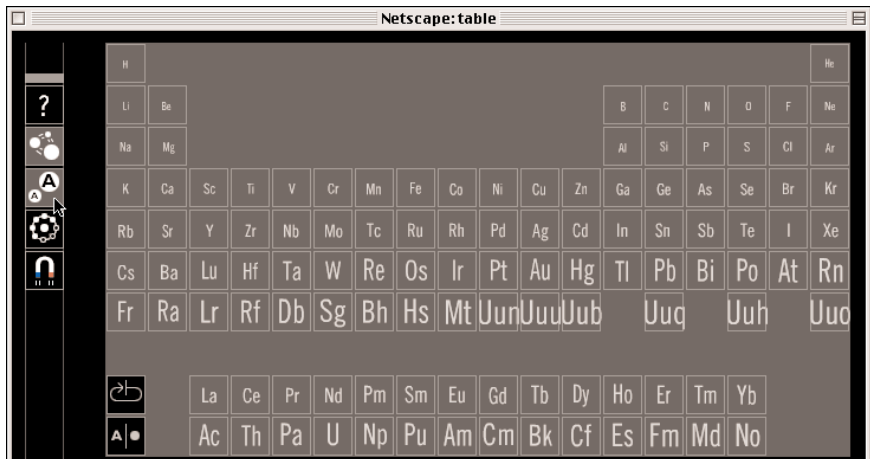 Netscape: table
H He
? Li Be B C N O F Ne
Na Mg Al Si P S Cl Ar
A A K Ca Sc Ti V Cr Mn Fe Co Ni Cu Zn Ga Ge As Se Br Kr
Rb Sr Y Zr Nb Mo Tc Ru Rh Pd Ag Cd In Sn Sb Te I Xe
Cs Ba Lu Hf Ta W Re Os Ir Pt Au Hg Tl Pb Bi Po At Rn
Fr Ra Lr Rf Db Sg Bh Hs Mt Uun Uuu Uub Uuq Uuh Uuo
La Ce Pr Nd Pm Sm Eu Gd Tb Dy Ho Er Tm Yb
A Ac Th Pa U Np Pu Am Cm Bk Cf Es Fm Md No